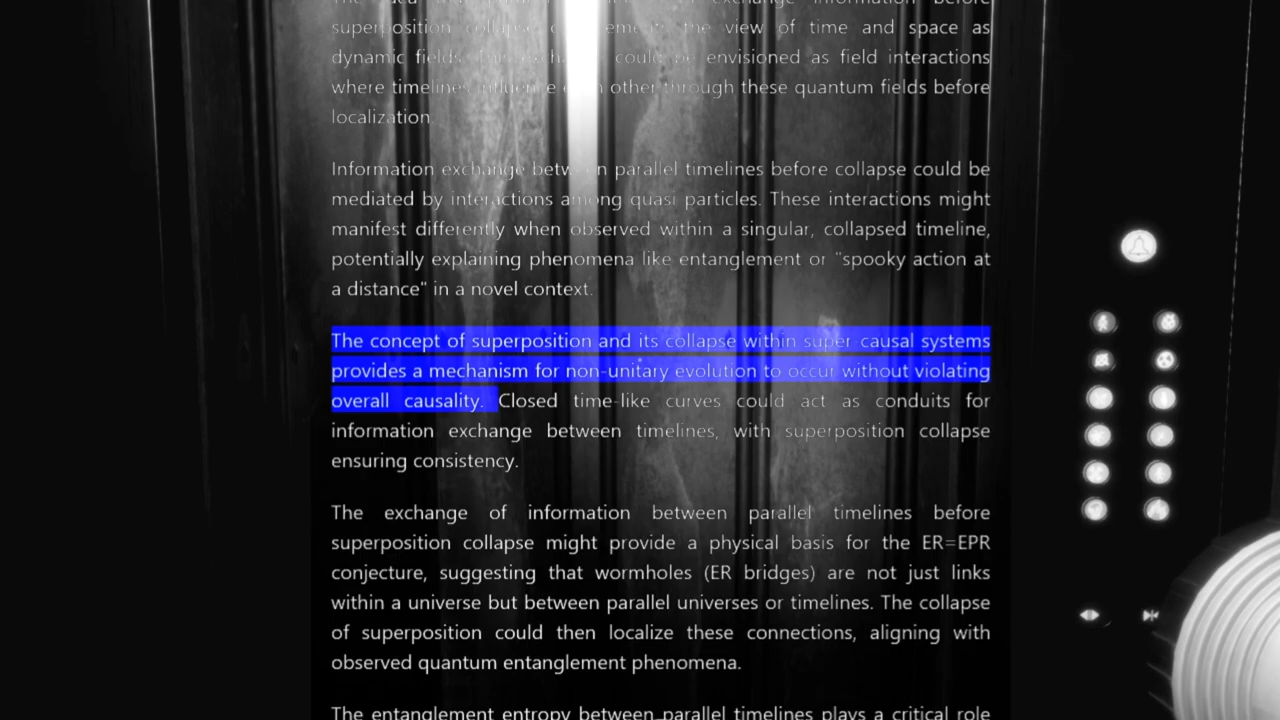 superposition collapse the view of time and space as
dynamic fields. could be envisioned as field interactions
where timelines influence each other through these quantum fields before
localization.
Information exchange between parallel timelines before collapse could be
mediated by interactions among quasi particles. These interactions might
manifest differently when observed within a singular, collapsed timeline,
potentially explaining phenomena like entanglement or "spooky action at
a distance" in a novel context.
The concept of superposition and its collapse within super causal systems
provides a mechanism for non-unitary evolution to occur without violating
overall causality. Closed time-like curves could act as conduits for
information exchange between timelines, with superposition collapse
ensuring consistency.
The exchange of information between parallel timelines before
superposition collapse might provide a physical basis for the ER=EPR
conjecture, suggesting that wormholes (ER bridges) are not just links
within a universe but between parallel universes or timelines. The collapse
of superposition could then localize these connections, aligning with
observed quantum entanglement phenomena.
The entanglement entropy between parallel timelines plays a critical role